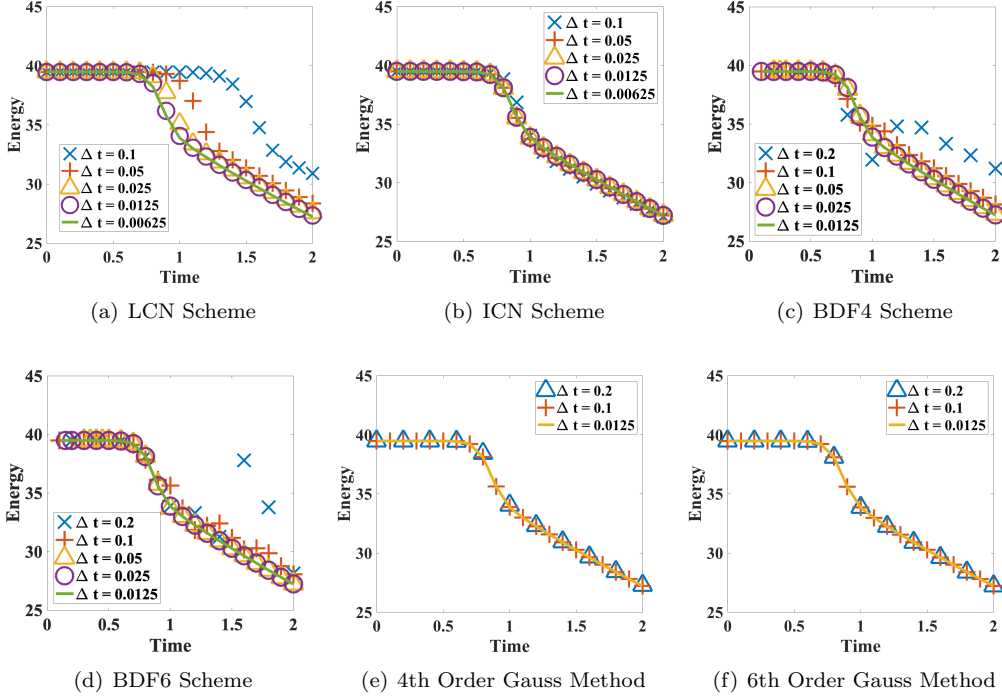 45
40
35
30
25
Energy
0
0.5
1
1.5
2
Time
Δ t = 0.1
Δ t = 0.05
Δ t = 0.025
Δ t = 0.0125
Δ t = 0.00625
(a) LCN Scheme
45
40
35
30
25
Energy
0
0.5
1
1.5
2
Time
Δ t = 0.1
Δ t = 0.05
Δ t = 0.025
Δ t = 0.0125
Δ t = 0.00625
(b) ICN Scheme
45
40
35
30
25
Energy
0
0.5
1
1.5
2
Time
Δ t = 0.2
Δ t = 0.1
Δ t = 0.05
Δ t = 0.025
Δ t = 0.0125
(c) BDF4 Scheme
45
40
35
30
25
Energy
0
0.5
1
1.5
2
Time
Δ t = 0.2
Δ t = 0.1
Δ t = 0.05
Δ t = 0.025
Δ t = 0.0125
(d) BDF6 Scheme
45
40
35
30
25
Energy
0
0.5
1
1.5
2
Time
Δ t = 0.2
Δ t = 0.1
Δ t = 0.0125
(e) 4th Order Gauss Method
45
40
35
30
25
Energy
0
0.5
1
1.5
2
Time
Δ t = 0.2
Δ t = 0.1
Δ t = 0.0125
(f) 6th Order Gauss Method